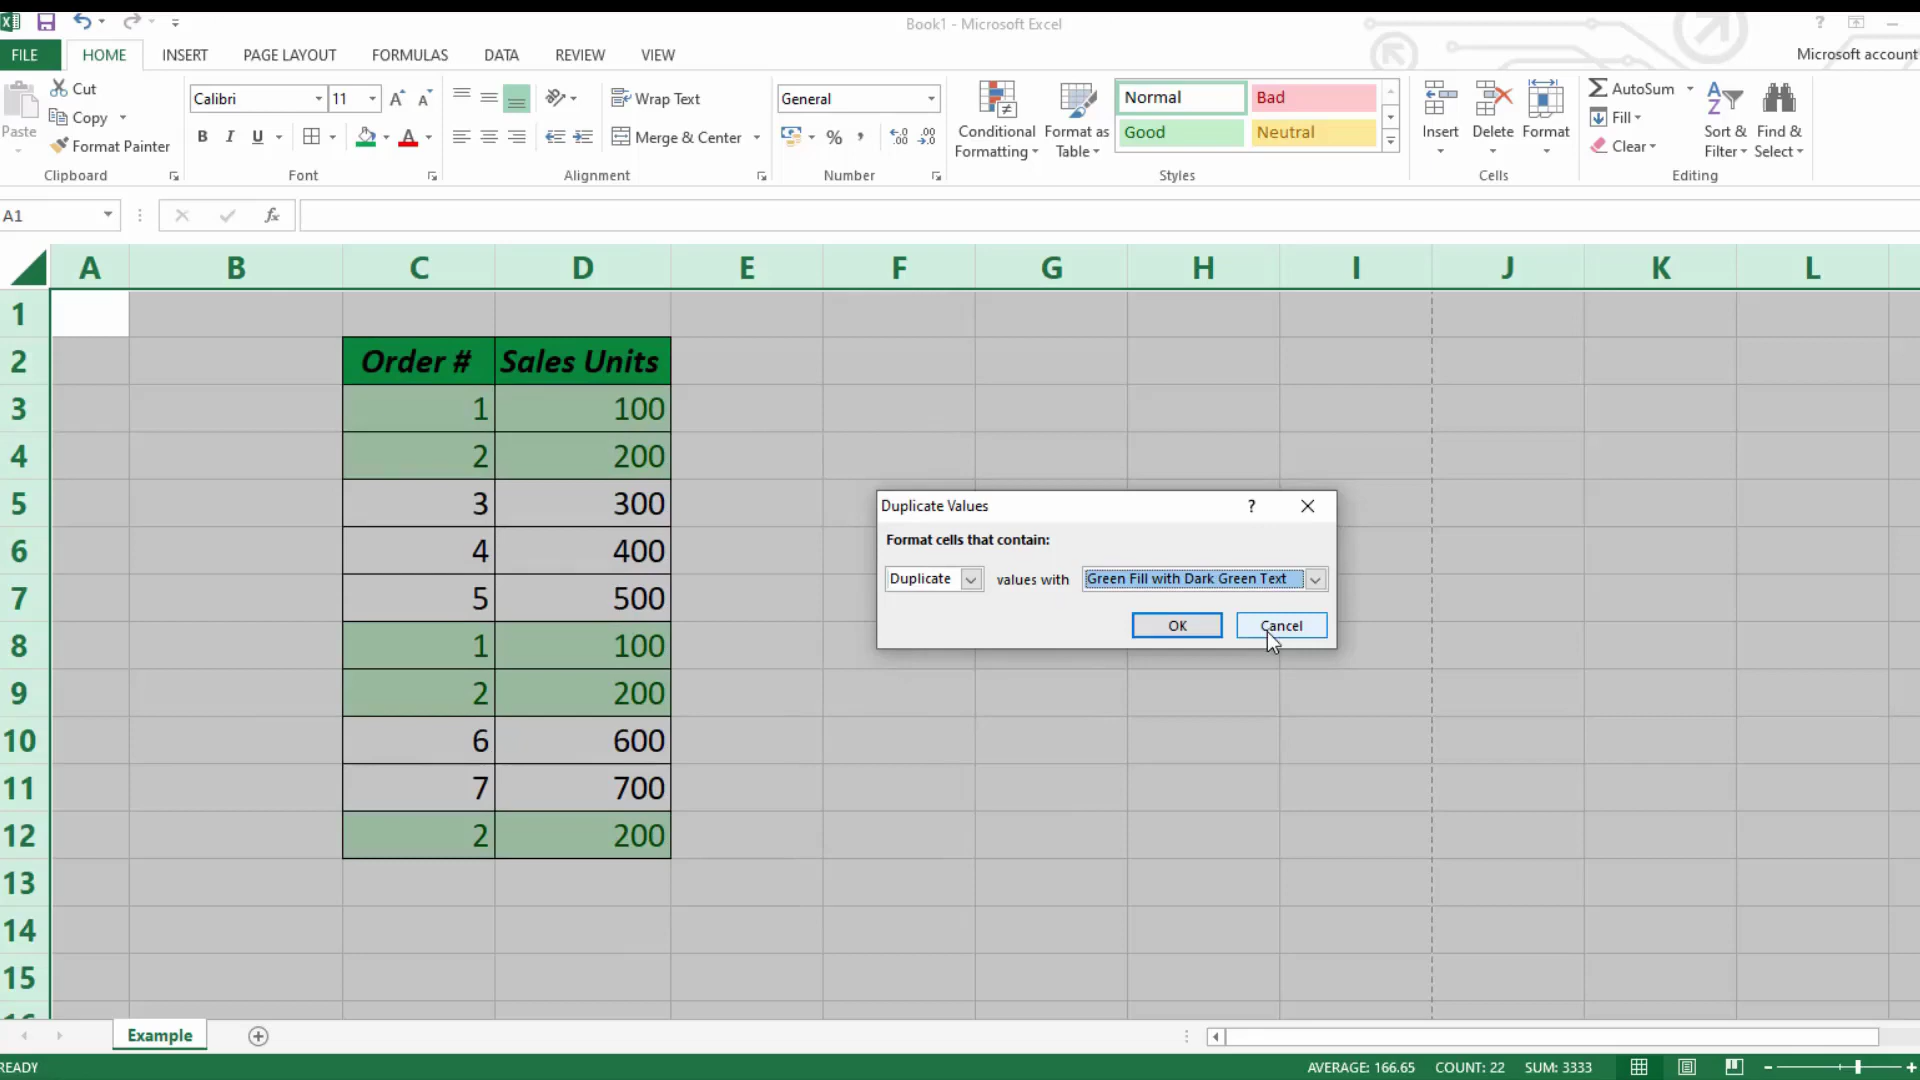 Book1 - Microsoft Excel
?
FILE HOME INSERT PAGE LAYOUT FORMULAS DATA REVIEW VIEW
Microsoft account
Paste
Cut
Copy
Format Painter
Clipboard
Calibri 11
B I U
Font
Wrap Text
Merge & Center
Alignment
General
%
Number
Conditional Formatting
Format as Table
Normal Bad
Good Neutral
Styles
Insert Delete Format
Cells
AutoSum
Fill
Clear
Sort & Filter
Find & Select
Editing
A1 fx
A B C D E F G H I J K L
1
2 Order # Sales Units
3 1 100
4 2 200
5 3 300
6 4 400
7 5 500
8 1 100
9 2 200
10 6 600
11 7 700
12 2 200
13
14
15
Duplicate Values ?
Format cells that contain:
Duplicate values with Green Fill with Dark Green Text
OK Cancel
Example
READY AVERAGE: 166.65 COUNT: 22 SUM: 3333